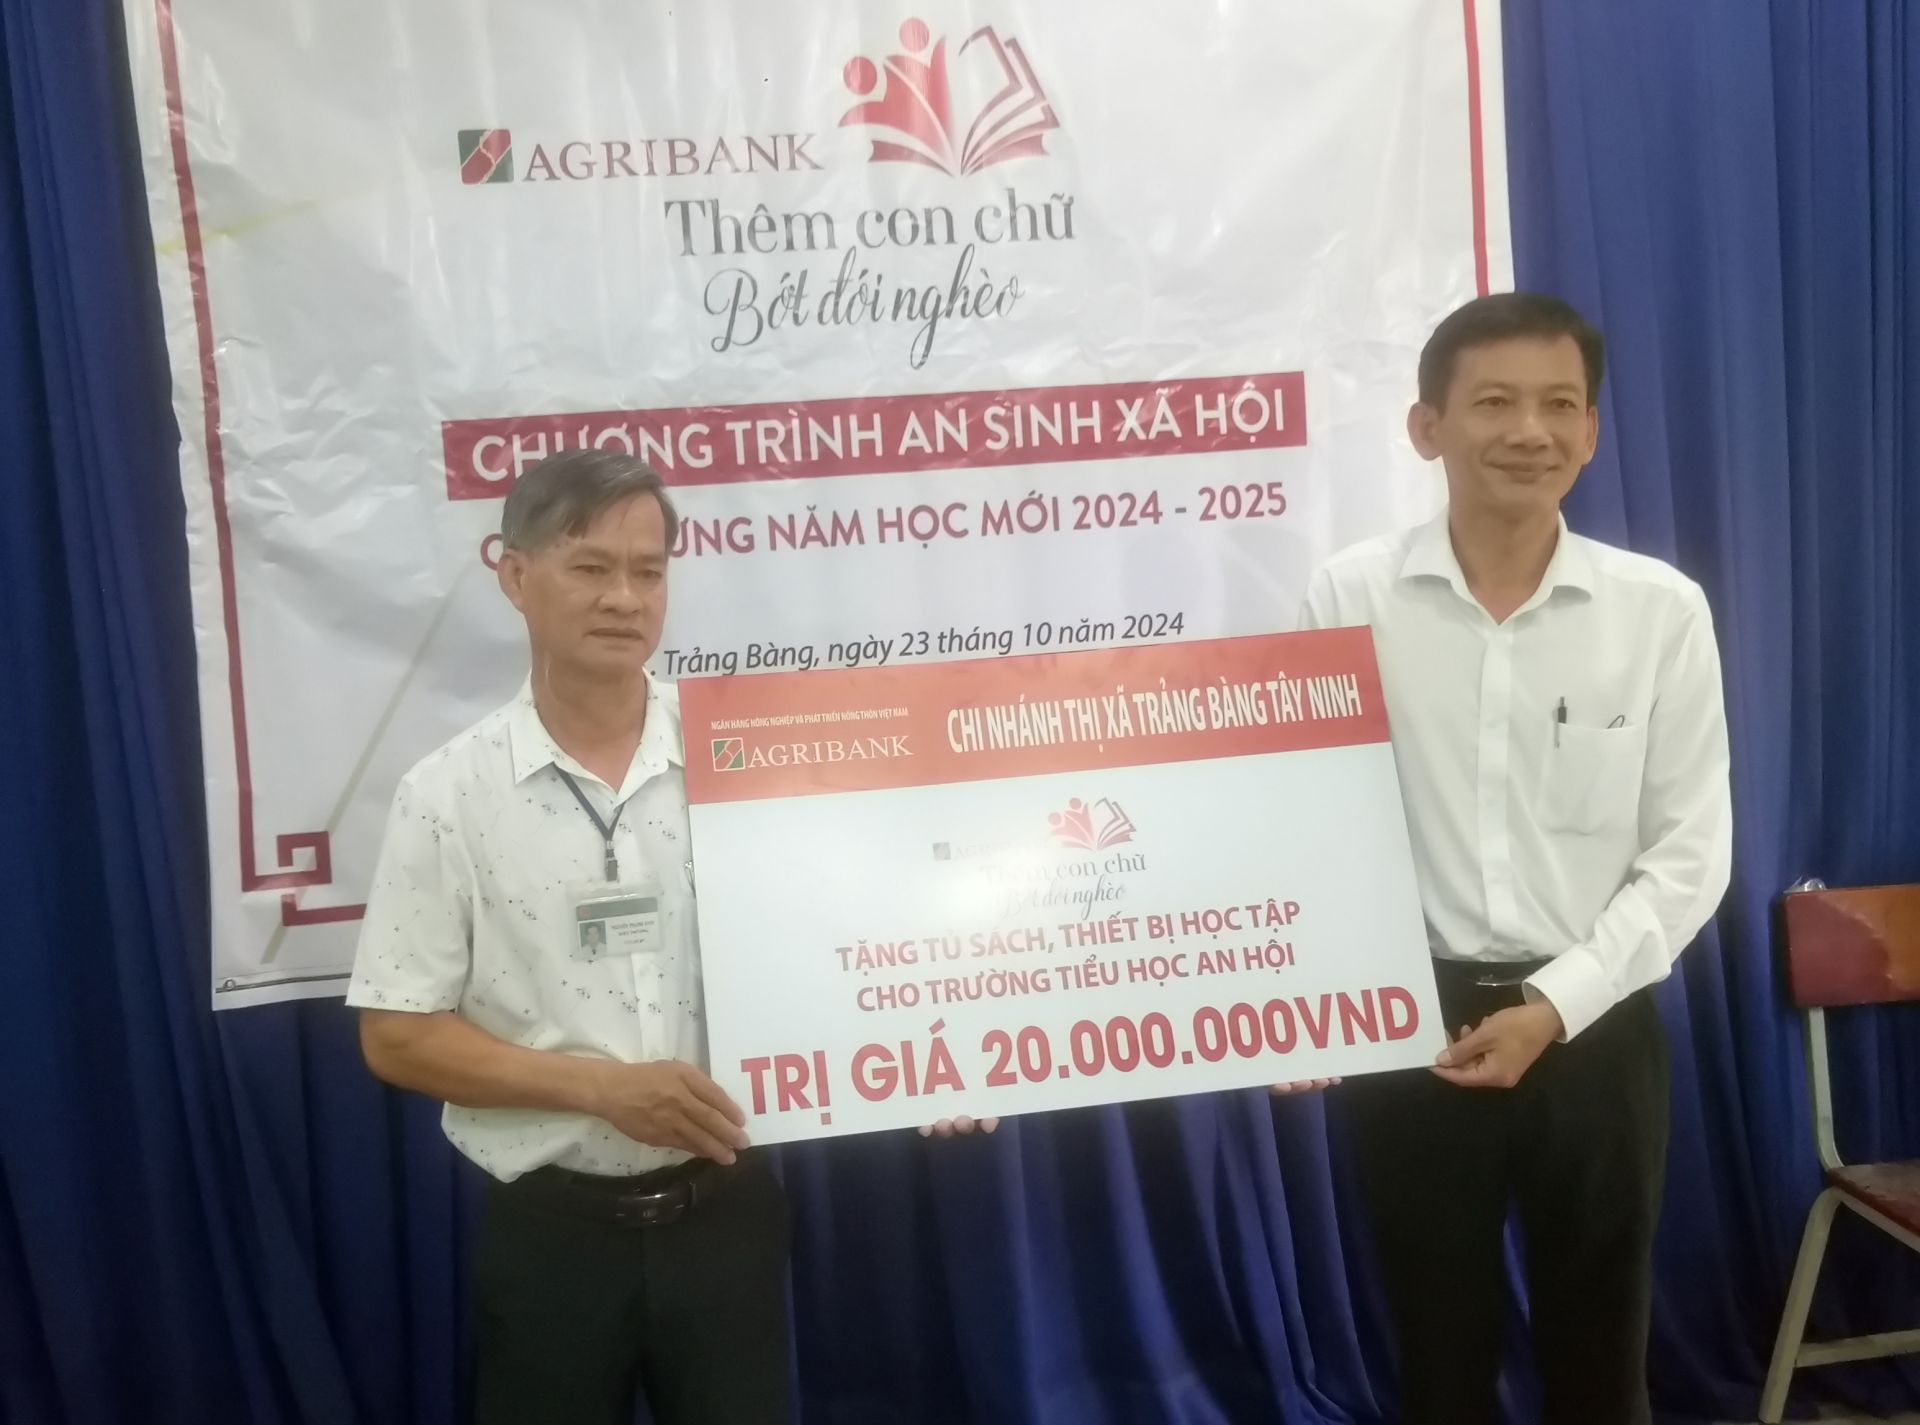 AGRIBANK
Thêm con chữ
Bớt đói nghèo
CHƯƠNG TRÌNH AN SINH XÃ HỘI
ỨNG NĂM HỌC MỚI 2024 - 2025
Trảng Bàng, ngày 23 tháng 10 năm 2024
NGÂN HÀNG NÔNG NGHIỆP VÀ PHÁT TRIỂN NÔNG THÔN VIỆT NAM
AGRIBANK
CHI NHÁNH THỊ XÃ TRẢNG BÀNG TÂY NINH
Thêm con chữ
Bớt đói nghèo
TẶNG TỦ SÁCH, THIẾT BỊ HỌC TẬP
CHO TRƯỜNG TIỂU HỌC AN HỘI
TRỊ GIÁ 20.000.000VND